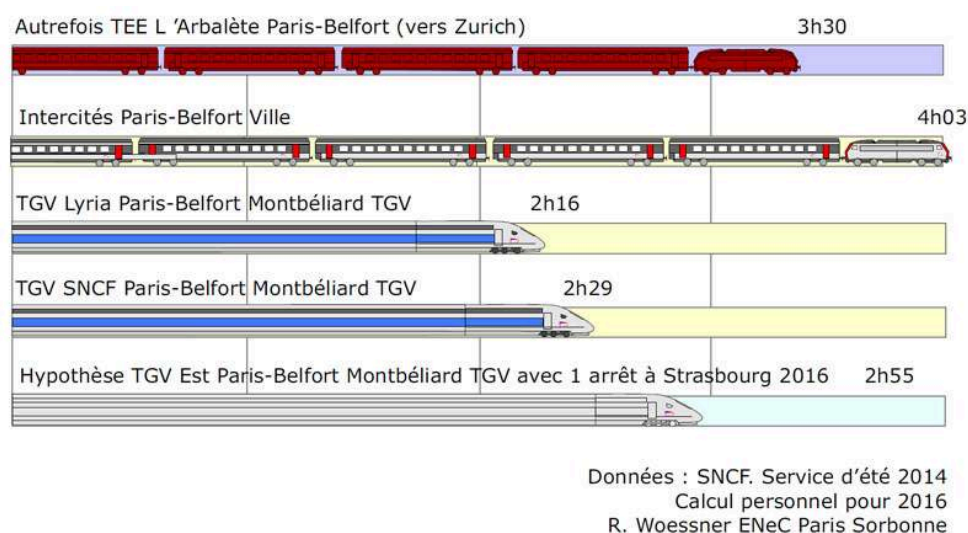 Autrefois TEE L 'Arbalète Paris-Belfort (vers Zurich) 3h30
Intercités Paris-Belfort Ville 4h03
TGV Lyria Paris-Belfort Montbéliard TGV 2h16
TGV SNCF Paris-Belfort Montbéliard TGV 2h29
Hypothèse TGV Est Paris-Belfort Montbéliard TGV avec 1 arrêt à Strasbourg 2016 2h55
Données : SNCF. Service d'été 2014
Calcul personnel pour 2016
R. Woessner ENeC Paris Sorbonne